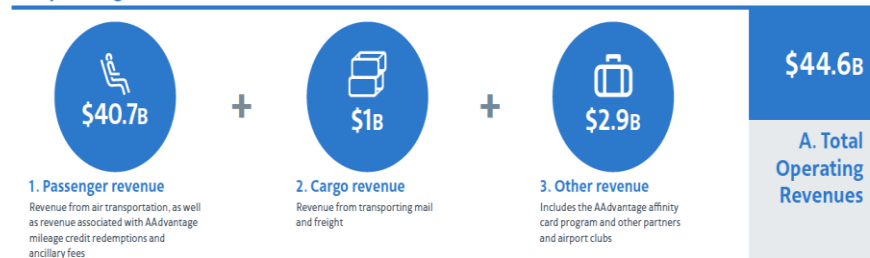 $40.7B
+
$1B
+
$2.9B
$44.6B
1. Passenger revenue
Revenue from air transportation, as well
as revenue associated with AAdvantage
mileage credit redemptions and
ancillary fees
2. Cargo revenue
Revenue from transporting mail
and freight
3. Other revenue
Includes the AAdvantage affinity
card program and other partners
and airport clubs
A. Total
Operating
Revenues